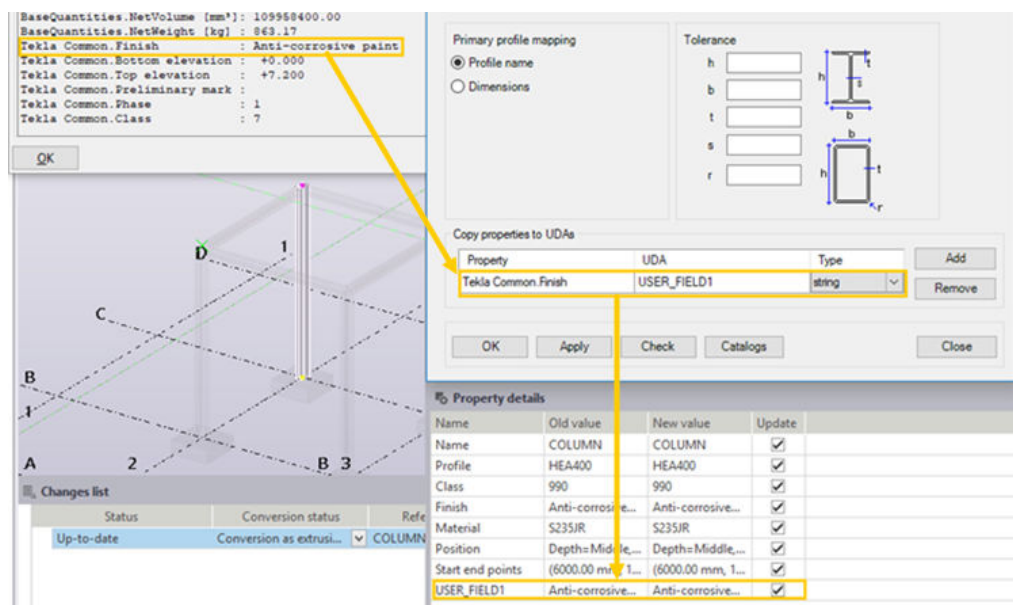 BaseQuantities.NetVolume [mm³]: 109958400.00
BaseQuantities.NetWeight [kg] : 863.17
Tekla Common.Finish : Anti-corrosive paint
Tekla Common.Bottom elevation : +0.000
Tekla Common.Top elevation : +7.200
Tekla Common.Preliminary mark :
Tekla Common.Phase : 1
Tekla Common.Class : 7
OK
Primary profile mapping
Profile name
Dimensions
Tolerance
h
b
t
s
r
h t s
b
b
h t
r
Copy properties to UDAs
Property UDA Type
Tekla Common.Finish USER_FIELD1 string
Add
Remove
OK Apply Check Catalogs Close
D 1
C
B
1
A 2 B 3
Changes list
Status Conversion status Refe
Up-to-date Conversion as extrusi... COLUMN
Property details
Name Old value New value Update
Name COLUMN COLUMN
Profile HEA400 HEA400
Class 990 990
Finish Anti-corrosive... Anti-corrosive...
Material S235JR S235JR
Position Depth=Middle,... Depth=Middle,...
Start end points (6000.00 mm, 1... (6000.00 mm, 1...
USER_FIELD1 Anti-corrosive... Anti-corrosive...